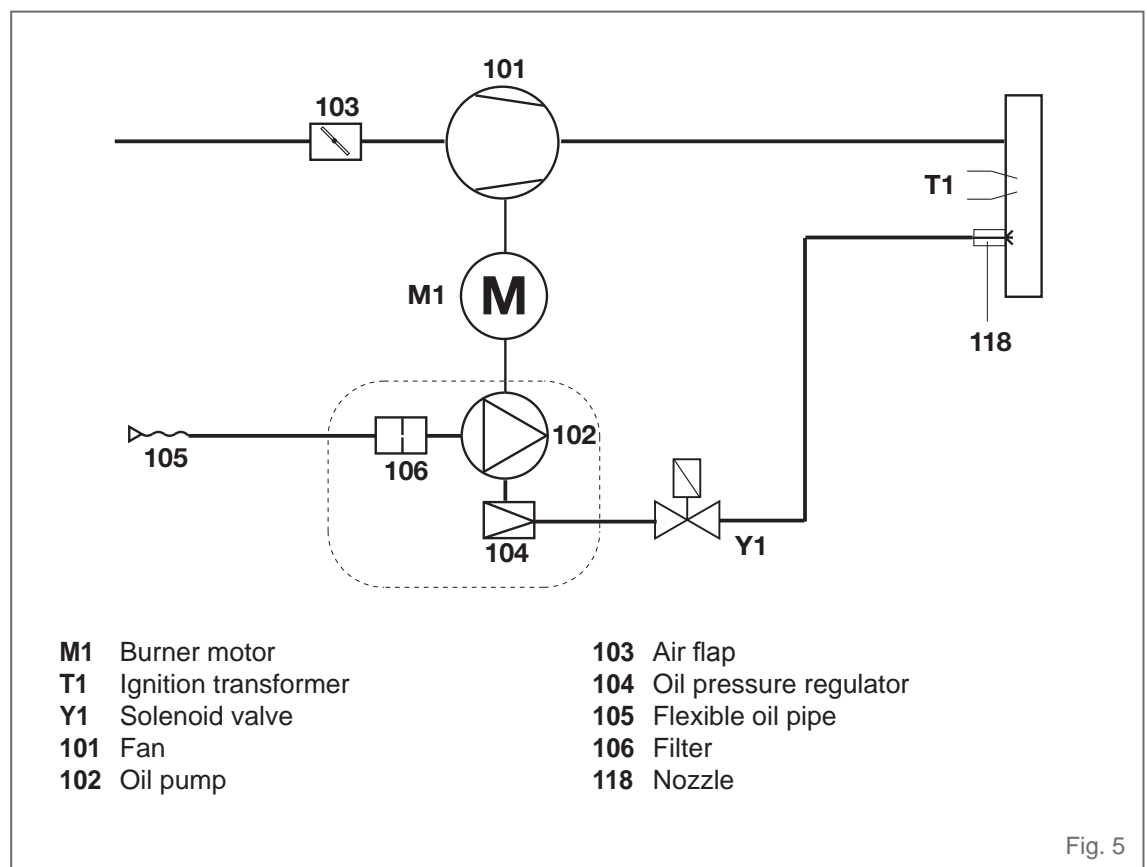 101
103
T1
M1
M
118
102
105
106
104
Y1
M1 Burner motor
T1 Ignition transformer
Y1 Solenoid valve
101 Fan
102 Oil pump
103 Air flap
104 Oil pressure regulator
105 Flexible oil pipe
106 Filter
118 Nozzle
Fig. 5